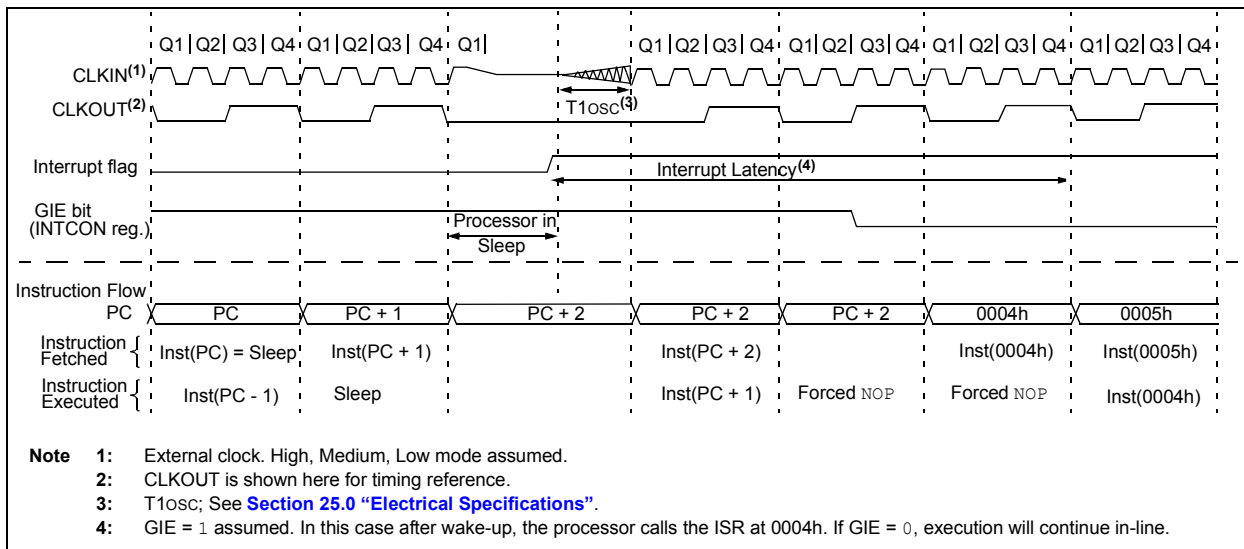 Q1 Q2 Q3 Q4 Q1 Q2 Q3 Q4 Q1 Q1 Q2 Q3 Q4 Q1 Q2 Q3 Q4 Q1 Q2 Q3 Q4 Q1 Q2 Q3 Q4
CLKIN(1)
CLKOUT(2)
T1OSC(3)
Interrupt flag
Interrupt Latency(4)
GIE bit
(INTCON reg.)
Processor in
Sleep
Instruction Flow
PC PC PC + 1 PC + 2 PC + 2 PC + 2 0004h 0005h
Instruction
Fetched { Inst(PC) = Sleep Inst(PC + 1) Inst(PC + 2) Inst(0004h) Inst(0005h)
Instruction
Executed { Inst(PC - 1) Sleep Inst(PC + 1) Forced NOP Forced NOP Inst(0004h)
Note 1: External clock. High, Medium, Low mode assumed.
2: CLKOUT is shown here for timing reference.
3: T1OSC; See Section 25.0 “Electrical Specifications”.
4: GIE = 1 assumed. In this case after wake-up, the processor calls the ISR at 0004h. If GIE = 0, execution will continue in-line.